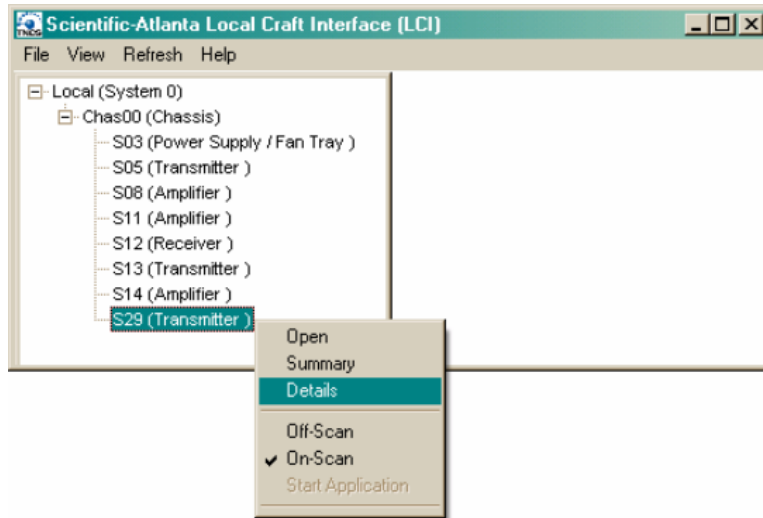 Scientific-Atlanta Local Craft Interface (LCI)
File View Refresh Help
Local (System 0)
Chas00 (Chassis)
S03 (Power Supply / Fan Tray )
S05 (Transmitter )
S08 (Amplifier )
S11 (Amplifier )
S12 (Receiver )
S13 (Transmitter )
S14 (Amplifier )
S29 (Transmitter )
Open
Summary
Details
Off-Scan
On-Scan
Start Application